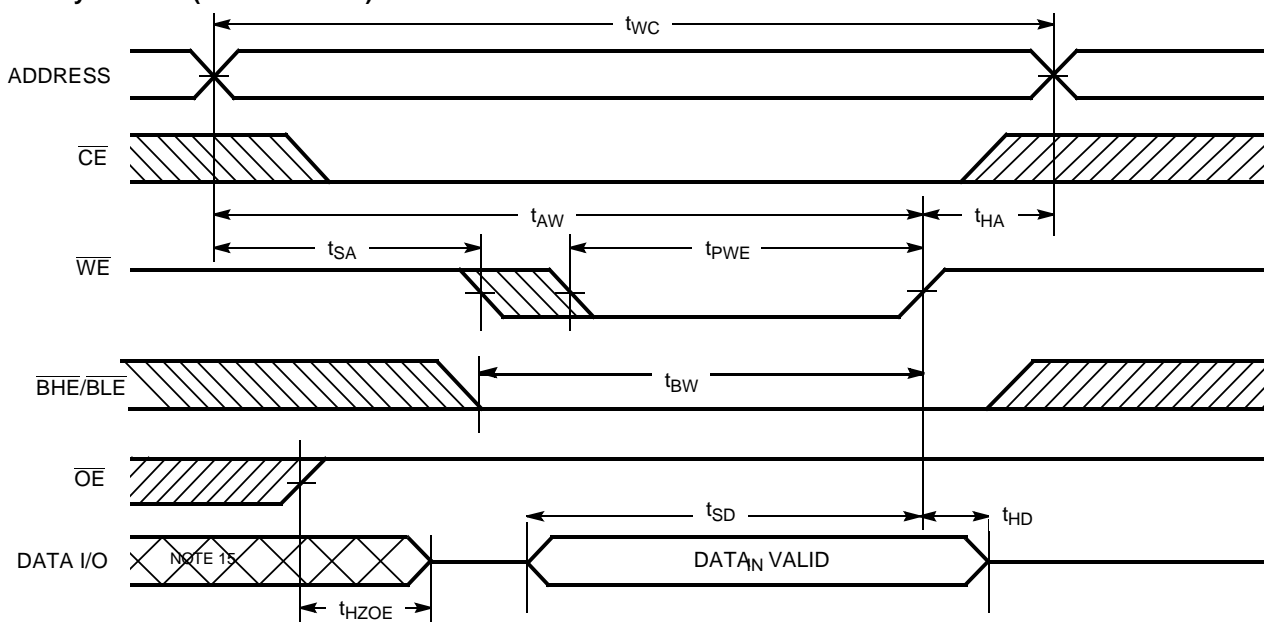 tWC
ADDRESS
CE
tAW
tHA
tSA
tPWE
WE
tBW
BHE/BLE
OE
tSD
tHD
DATA I/O
NOTE 15
DATAIN VALID
tHZOE